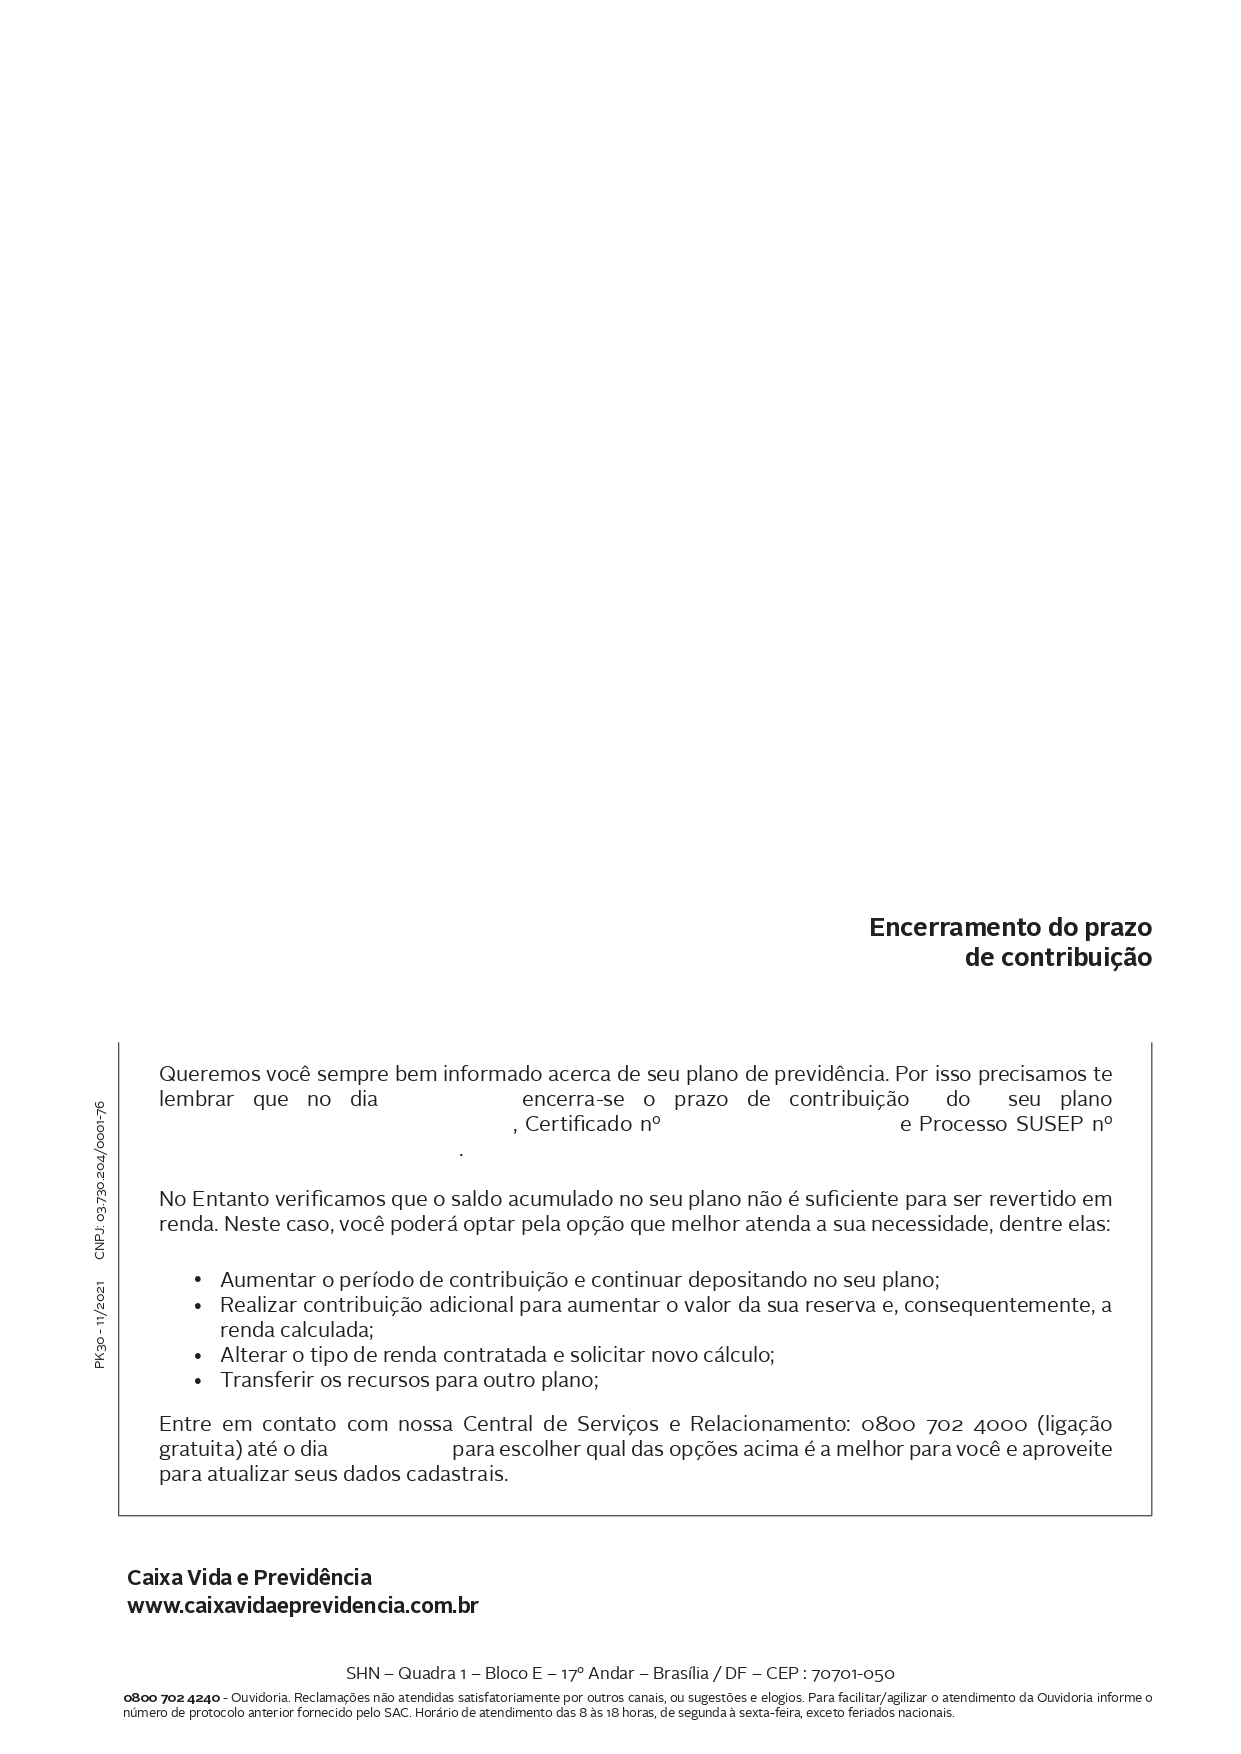 Encerramento do prazo
de contribuição
Queremos você sempre bem informado acerca de seu plano de previdência. Por isso precisamos te
lembrar que no dia encerra-se o prazo de contribuição do seu plano
, Certificado nº e Processo SUSEP nº
.
No Entanto verificamos que o saldo acumulado no seu plano não é suficiente para ser revertido em
renda. Neste caso, você poderá optar pela opção que melhor atenda a sua necessidade, dentre elas:
• Aumentar o período de contribuição e continuar depositando no seu plano;
• Realizar contribuição adicional para aumentar o valor da sua reserva e, consequentemente, a
renda calculada;
• Alterar o tipo de renda contratada e solicitar novo cálculo;
• Transferir os recursos para outro plano;
Entre em contato com nossa Central de Serviços e Relacionamento: 0800 702 4000 (ligação
gratuita) até o dia para escolher qual das opções acima é a melhor para você e aproveite
para atualizar seus dados cadastrais.
PK30 - 11/2021 CNPJ: 03.730.204/0001-76
Caixa Vida e Previdência
www.caixavidaeprevidencia.com.br
SHN – Quadra 1 – Bloco E – 17º Andar – Brasília / DF – CEP : 70701-050
0800 702 4240 - Ouvidoria. Reclamações não atendidas satisfatoriamente por outros canais, ou sugestões e elogios. Para facilitar/agilizar o atendimento da Ouvidoria informe o
número de protocolo anterior fornecido pelo SAC. Horário de atendimento das 8 às 18 horas, de segunda à sexta-feira, exceto feriados nacionais.